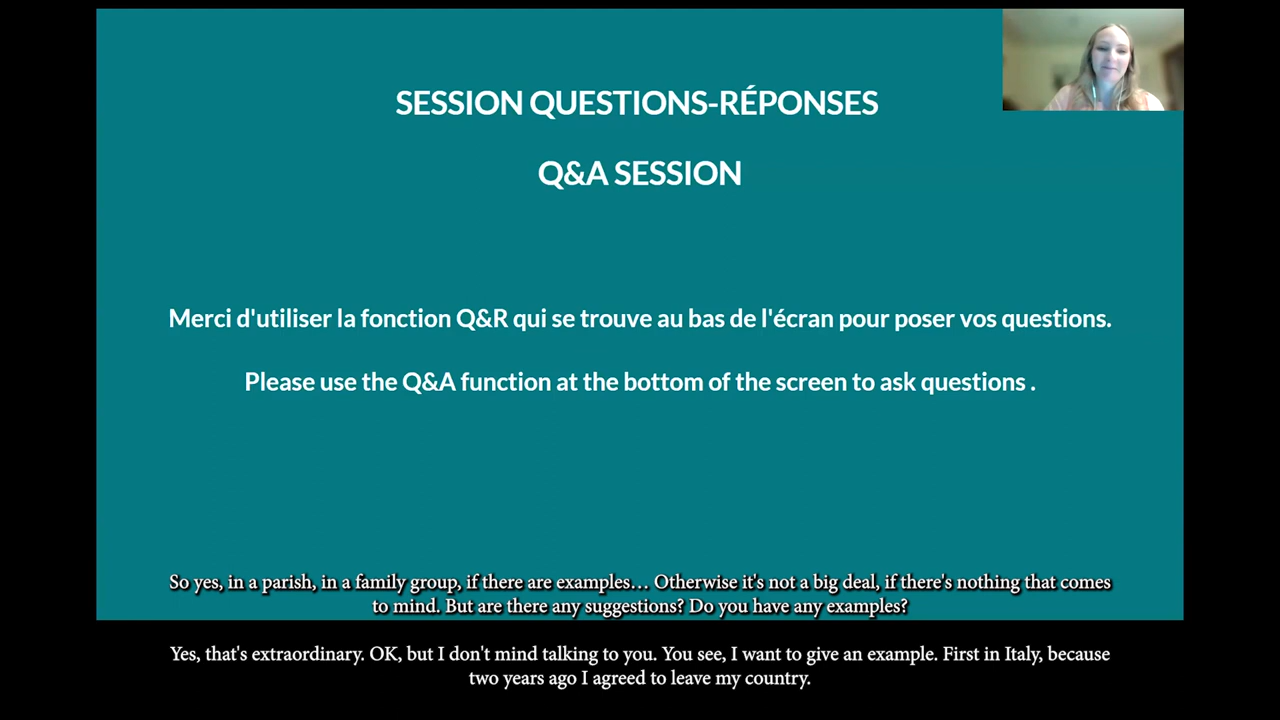 SESSION QUESTIONS-RÉPONSES
Q&A SESSION
Merci d'utiliser la fonction Q&R qui se trouve au bas de l'écran pour poser vos questions.
Please use the Q&A function at the bottom of the screen to ask questions .
So yes, in a parish, in a family group, if there are examples… Otherwise it's not a big deal, if there's nothing that comes
to mind. But are there any suggestions? Do you have any examples?
Yes, that's extraordinary. OK, but I don't mind talking to you. You see, I want to give an example. First in Italy, because
two years ago I agreed to leave my country.